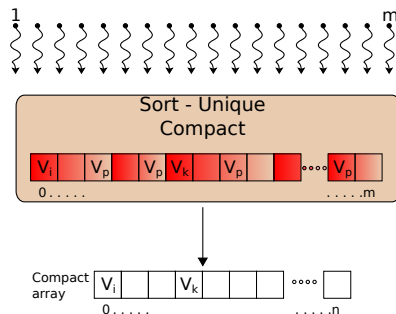 1 m
Sort - Unique
Compact
Vi Vp Vp Vk Vp Vp
0 . . . . . . . . . . .m
Compact
array
Vi Vk
0 . . . . . . . . . . .n